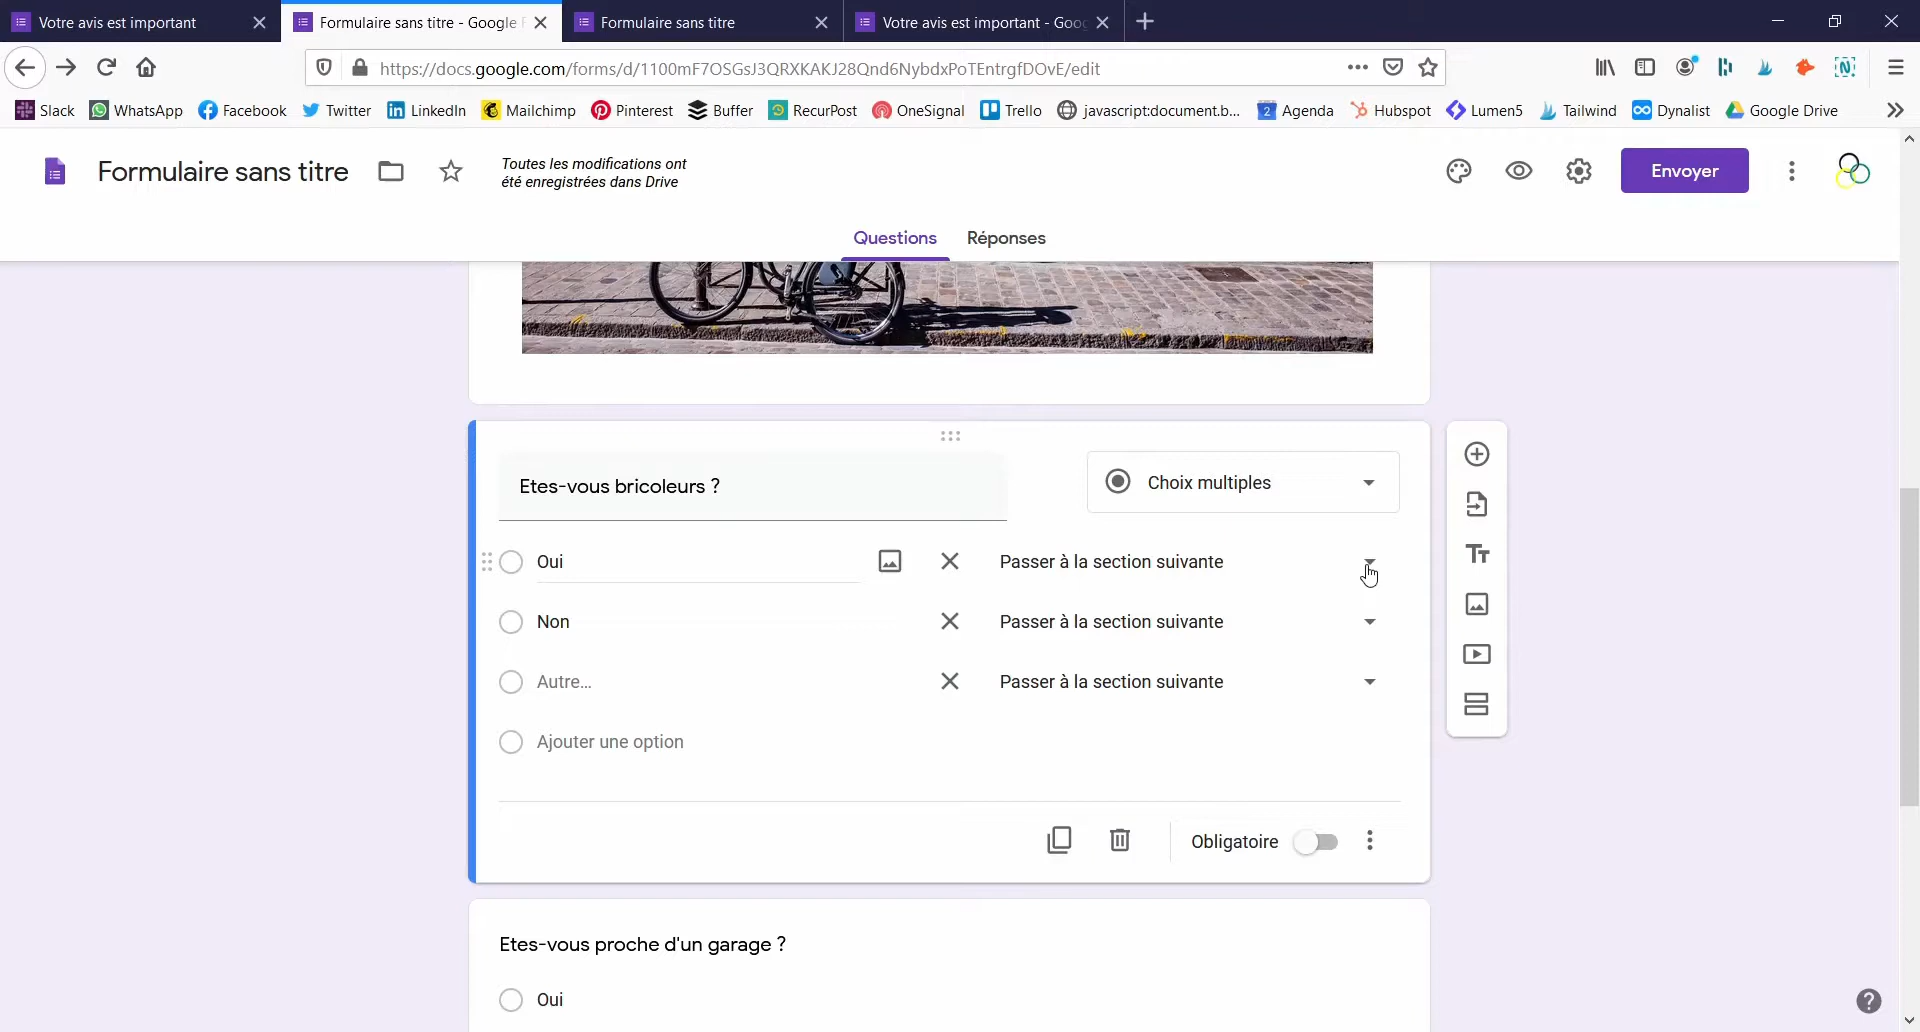 Votre avis est important
Formulaire sans titre - Google F
Formulaire sans titre
Votre avis est important - Goog
https://docs.google.com/forms/d/1100mF7OSGsJ3QRXKAKJ28Qnd6NybdxPoTEntrgfDOvE/edit
Slack WhatsApp Facebook Twitter LinkedIn Mailchimp Pinterest Buffer RecurPost OneSignal Trello javascript:document.b... Agenda Hubspot Lumen5 Tailwind Dynalist Google Drive
Formulaire sans titre
Toutes les modifications ont
été enregistrées dans Drive
Envoyer
Questions Réponses
Etes-vous bricoleurs ?
Choix multiples
Oui Passer à la section suivante
Non Passer à la section suivante
Autre... Passer à la section suivante
Ajouter une option
Obligatoire
Etes-vous proche d'un garage ?
Oui